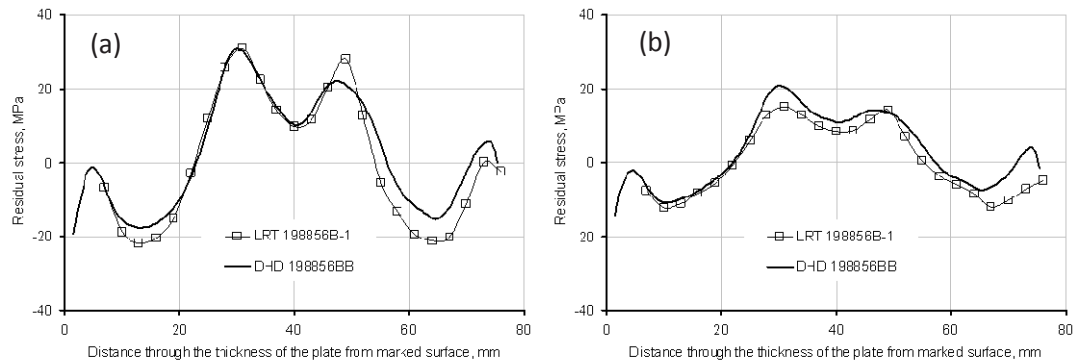 (a)
40
20
0
-20
-40
Residual stress, MPa
LRT 198856B-1
DHD 198856BB
0 20 40 60 80
Distance through the thickness of the plate from marked surface, mm
(b)
40
20
0
-20
-40
Residual stress, MPa
LRT 198856B-1
DHD 198856BB
0 20 40 60 80
Distance through the thickness of the plate from marked surface, mm